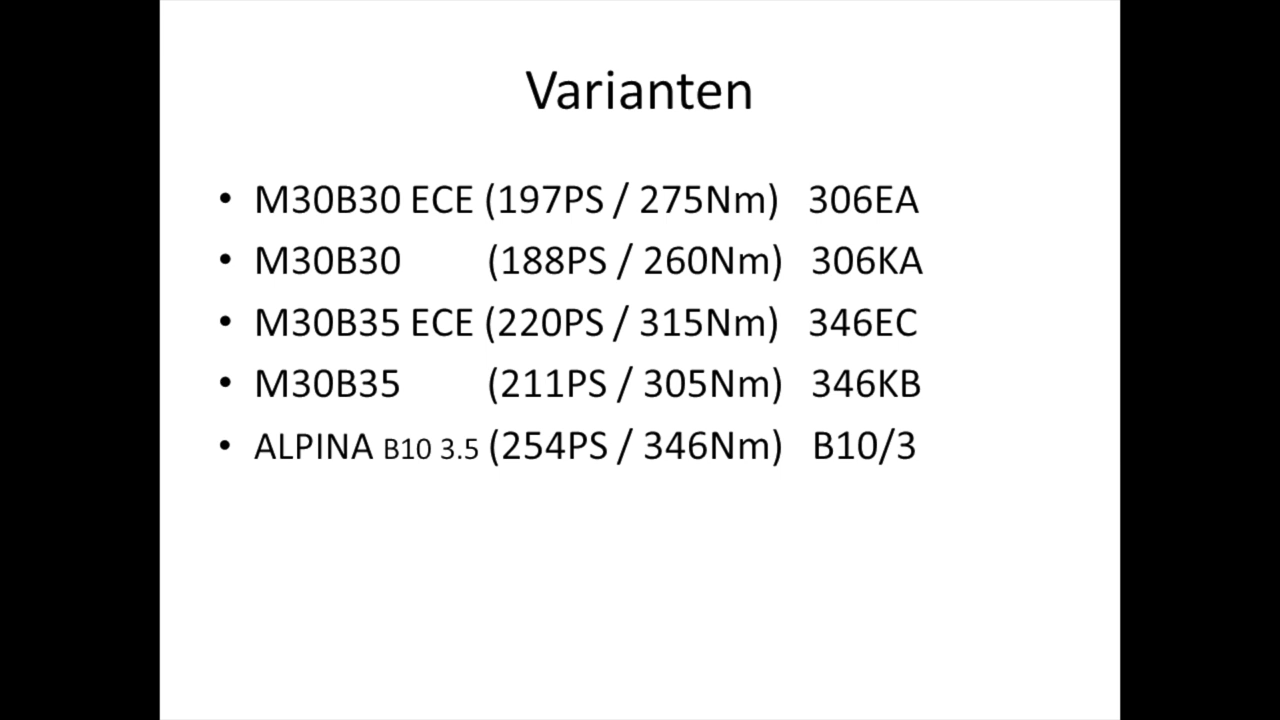 Varianten
• M30B30 ECE (197PS / 275Nm) 306EA
• M30B30 (188PS / 260Nm) 306KA
• M30B35 ECE (220PS / 315Nm) 346EC
• M30B35 (211PS / 305Nm) 346KB
• ALPINA B10 3.5 (254PS / 346Nm) B10/3